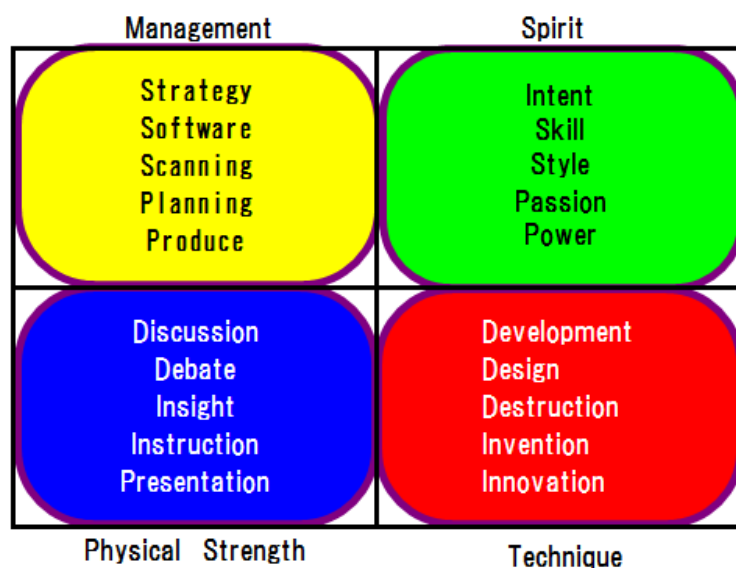 Management
Spirit
Strategy
Software
Scanning
Planning
Produce
Intent
Skill
Style
Passion
Power
Discussion
Debate
Insight
Instruction
Presentation
Development
Design
Destruction
Invention
Innovation
Physical Strength
Technique